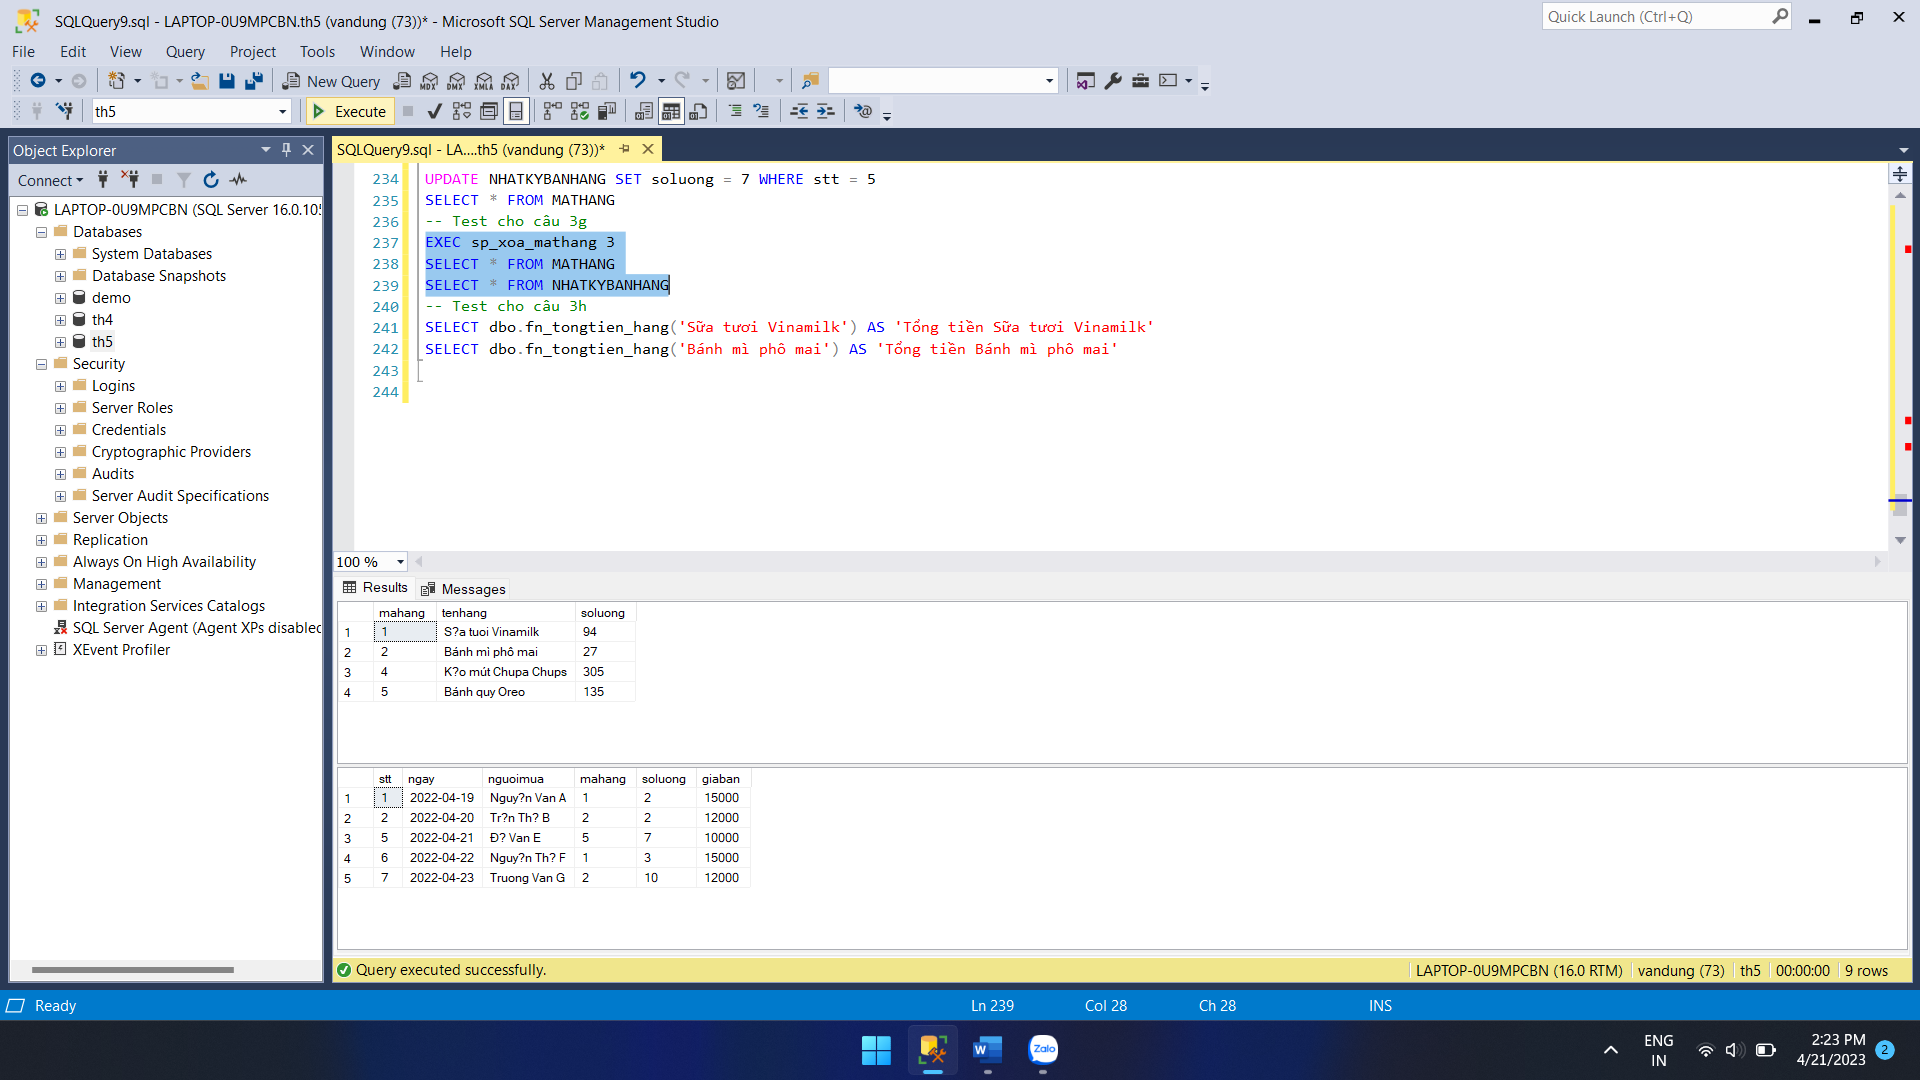 SQLQuery9.sql - LAPTOP-0U9MPCBN.th5 (vandung (73))* - Microsoft SQL Server Management Studio
Quick Launch (Ctrl+Q)
File Edit View Query Project Tools Window Help
New Query
MDX DMX XMLA DAX
th5
Execute
Object Explorer
Connect
LAPTOP-0U9MPCBN (SQL Server 16.0.105
Databases
System Databases
Database Snapshots
demo
th4
th5
Security
Logins
Server Roles
Credentials
Cryptographic Providers
Audits
Server Audit Specifications
Server Objects
Replication
Always On High Availability
Management
Integration Services Catalogs
SQL Server Agent (Agent XPs disabled
XEvent Profiler
SQLQuery9.sql - LA....th5 (vandung (73))*
234 UPDATE NHATKYBANHANG SET soluong = 7 WHERE stt = 5
235 SELECT * FROM MATHANG
236 -- Test cho câu 3g
237 EXEC sp_xoa_mathang 3
238 SELECT * FROM MATHANG
239 SELECT * FROM NHATKYBANHANG
240 -- Test cho câu 3h
241 SELECT dbo.fn_tongtien_hang('Sữa tươi Vinamilk') AS 'Tổng tiền Sữa tươi Vinamilk'
242 SELECT dbo.fn_tongtien_hang('Bánh mì phô mai') AS 'Tổng tiền Bánh mì phô mai'
243
244
100 %
Results Messages
mahang tenhang soluong
1 1 S?a tuoi Vinamilk 94
2 2 Bánh mì phô mai 27
3 4 K?o mút Chupa Chups 305
4 5 Bánh quy Oreo 135
stt ngay nguoimua mahang soluong giaban
1 1 2022-04-19 Nguy?n Van A 1 2 15000
2 2 2022-04-20 Tr?n Th? B 2 2 12000
3 5 2022-04-21 Đ? Van E 5 7 10000
4 6 2022-04-22 Nguy?n Th? F 1 3 15000
5 7 2022-04-23 Truong Van G 2 10 12000
Query executed successfully.
LAPTOP-0U9MPCBN (16.0 RTM) vandung (73) th5 00:00:00 9 rows
Ready
Ln 239 Col 28 Ch 28 INS
W
Zalo
ENG
IN
2:23 PM
4/21/2023
2